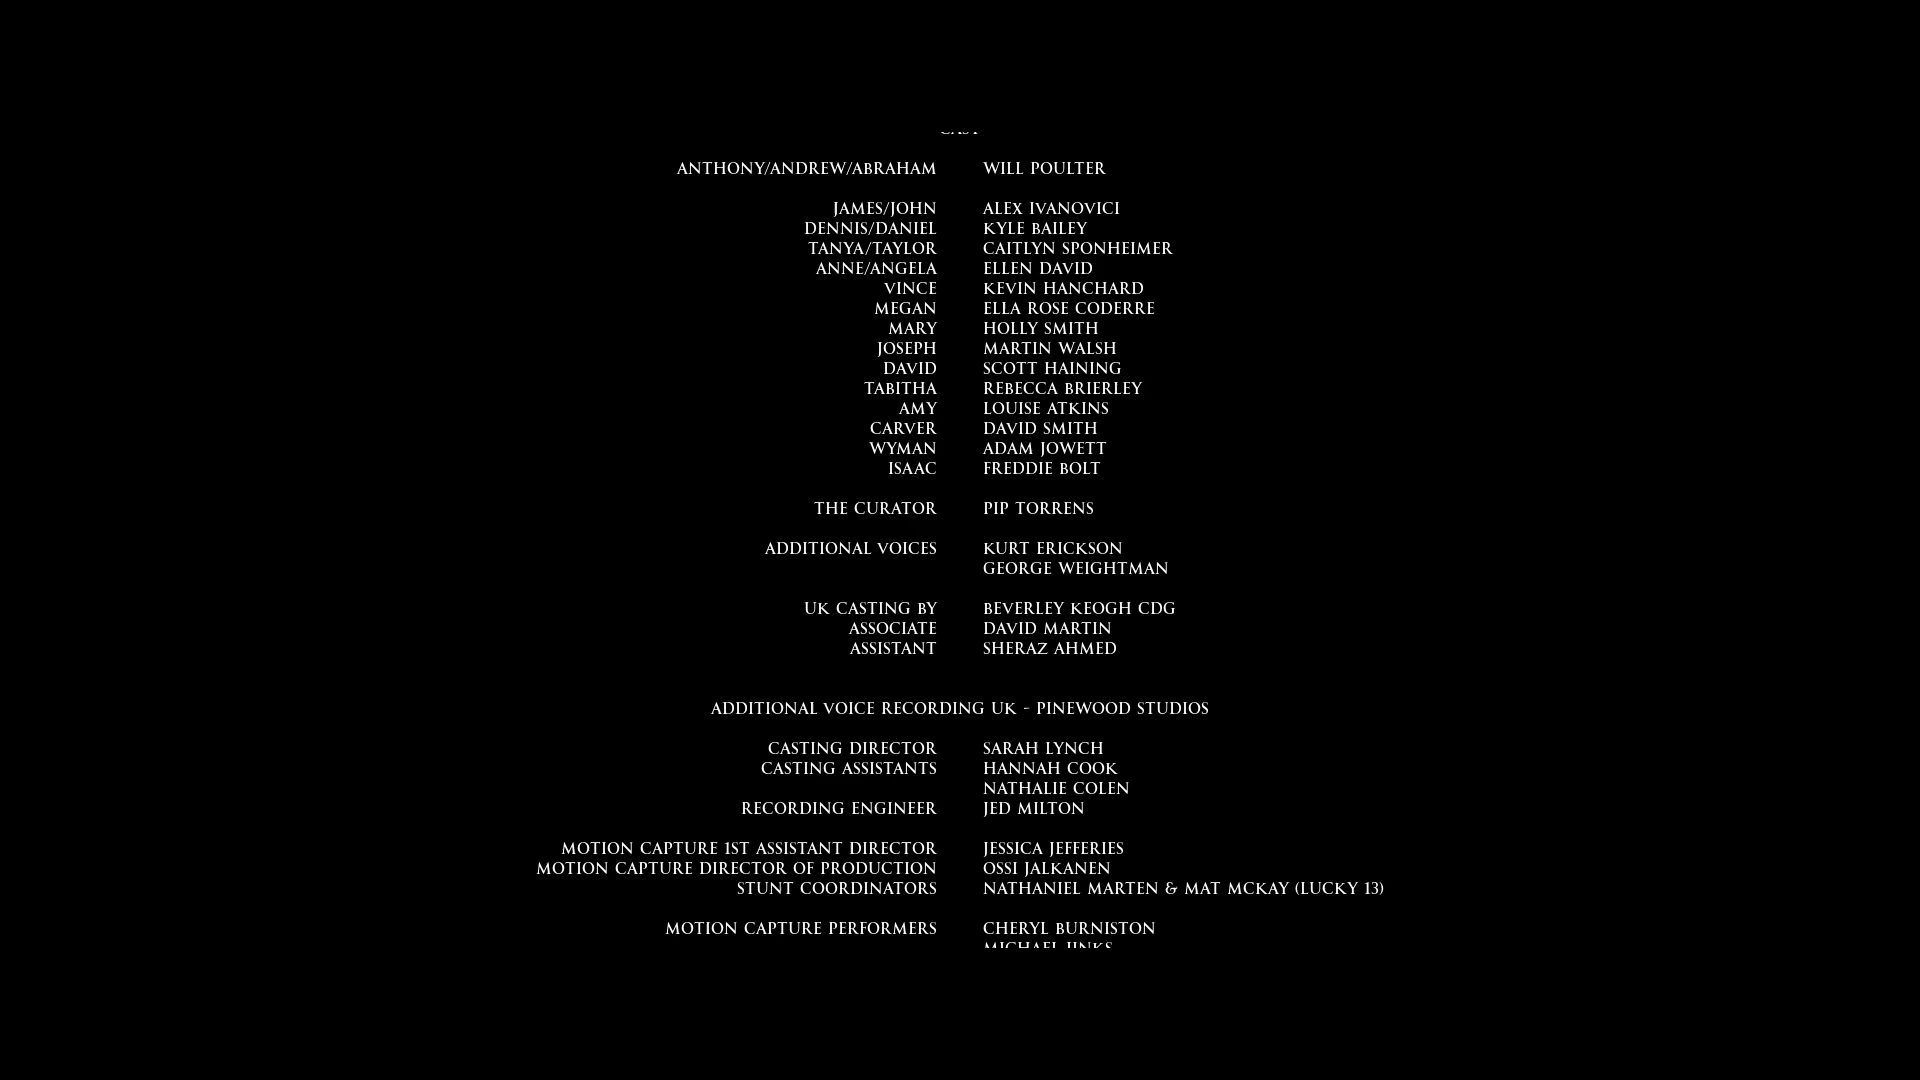 CAST
ANTHONY/ANDREW/ABRAHAM WILL POULTER
JAMES/JOHN ALEX IVANOVICI
DENNIS/DANIEL KYLE BAILEY
TANYA/TAYLOR CAITLYN SPONHEIMER
ANNE/ANGELA ELLEN DAVID
VINCE KEVIN HANCHARD
MEGAN ELLA ROSE CODERRE
MARY HOLLY SMITH
JOSEPH MARTIN WALSH
DAVID SCOTT HAINING
TABITHA REBECCA BRIERLEY
AMY LOUISE ATKINS
CARVER DAVID SMITH
WYMAN ADAM JOWETT
ISAAC FREDDIE BOLT
THE CURATOR PIP TORRENS
ADDITIONAL VOICES KURT ERICKSON
GEORGE WEIGHTMAN
UK CASTING BY BEVERLEY KEOGH CDG
ASSOCIATE DAVID MARTIN
ASSISTANT SHERAZ AHMED
ADDITIONAL VOICE RECORDING UK - PINEWOOD STUDIOS
CASTING DIRECTOR SARAH LYNCH
CASTING ASSISTANTS HANNAH COOK
NATHALIE COLEN
RECORDING ENGINEER JED MILTON
MOTION CAPTURE 1ST ASSISTANT DIRECTOR JESSICA JEFFERIES
MOTION CAPTURE DIRECTOR OF PRODUCTION OSSI JALKANEN
STUNT COORDINATORS NATHANIEL MARTEN & MAT MCKAY (LUCKY 13)
MOTION CAPTURE PERFORMERS CHERYL BURNISTON
MICHAEL JINKS